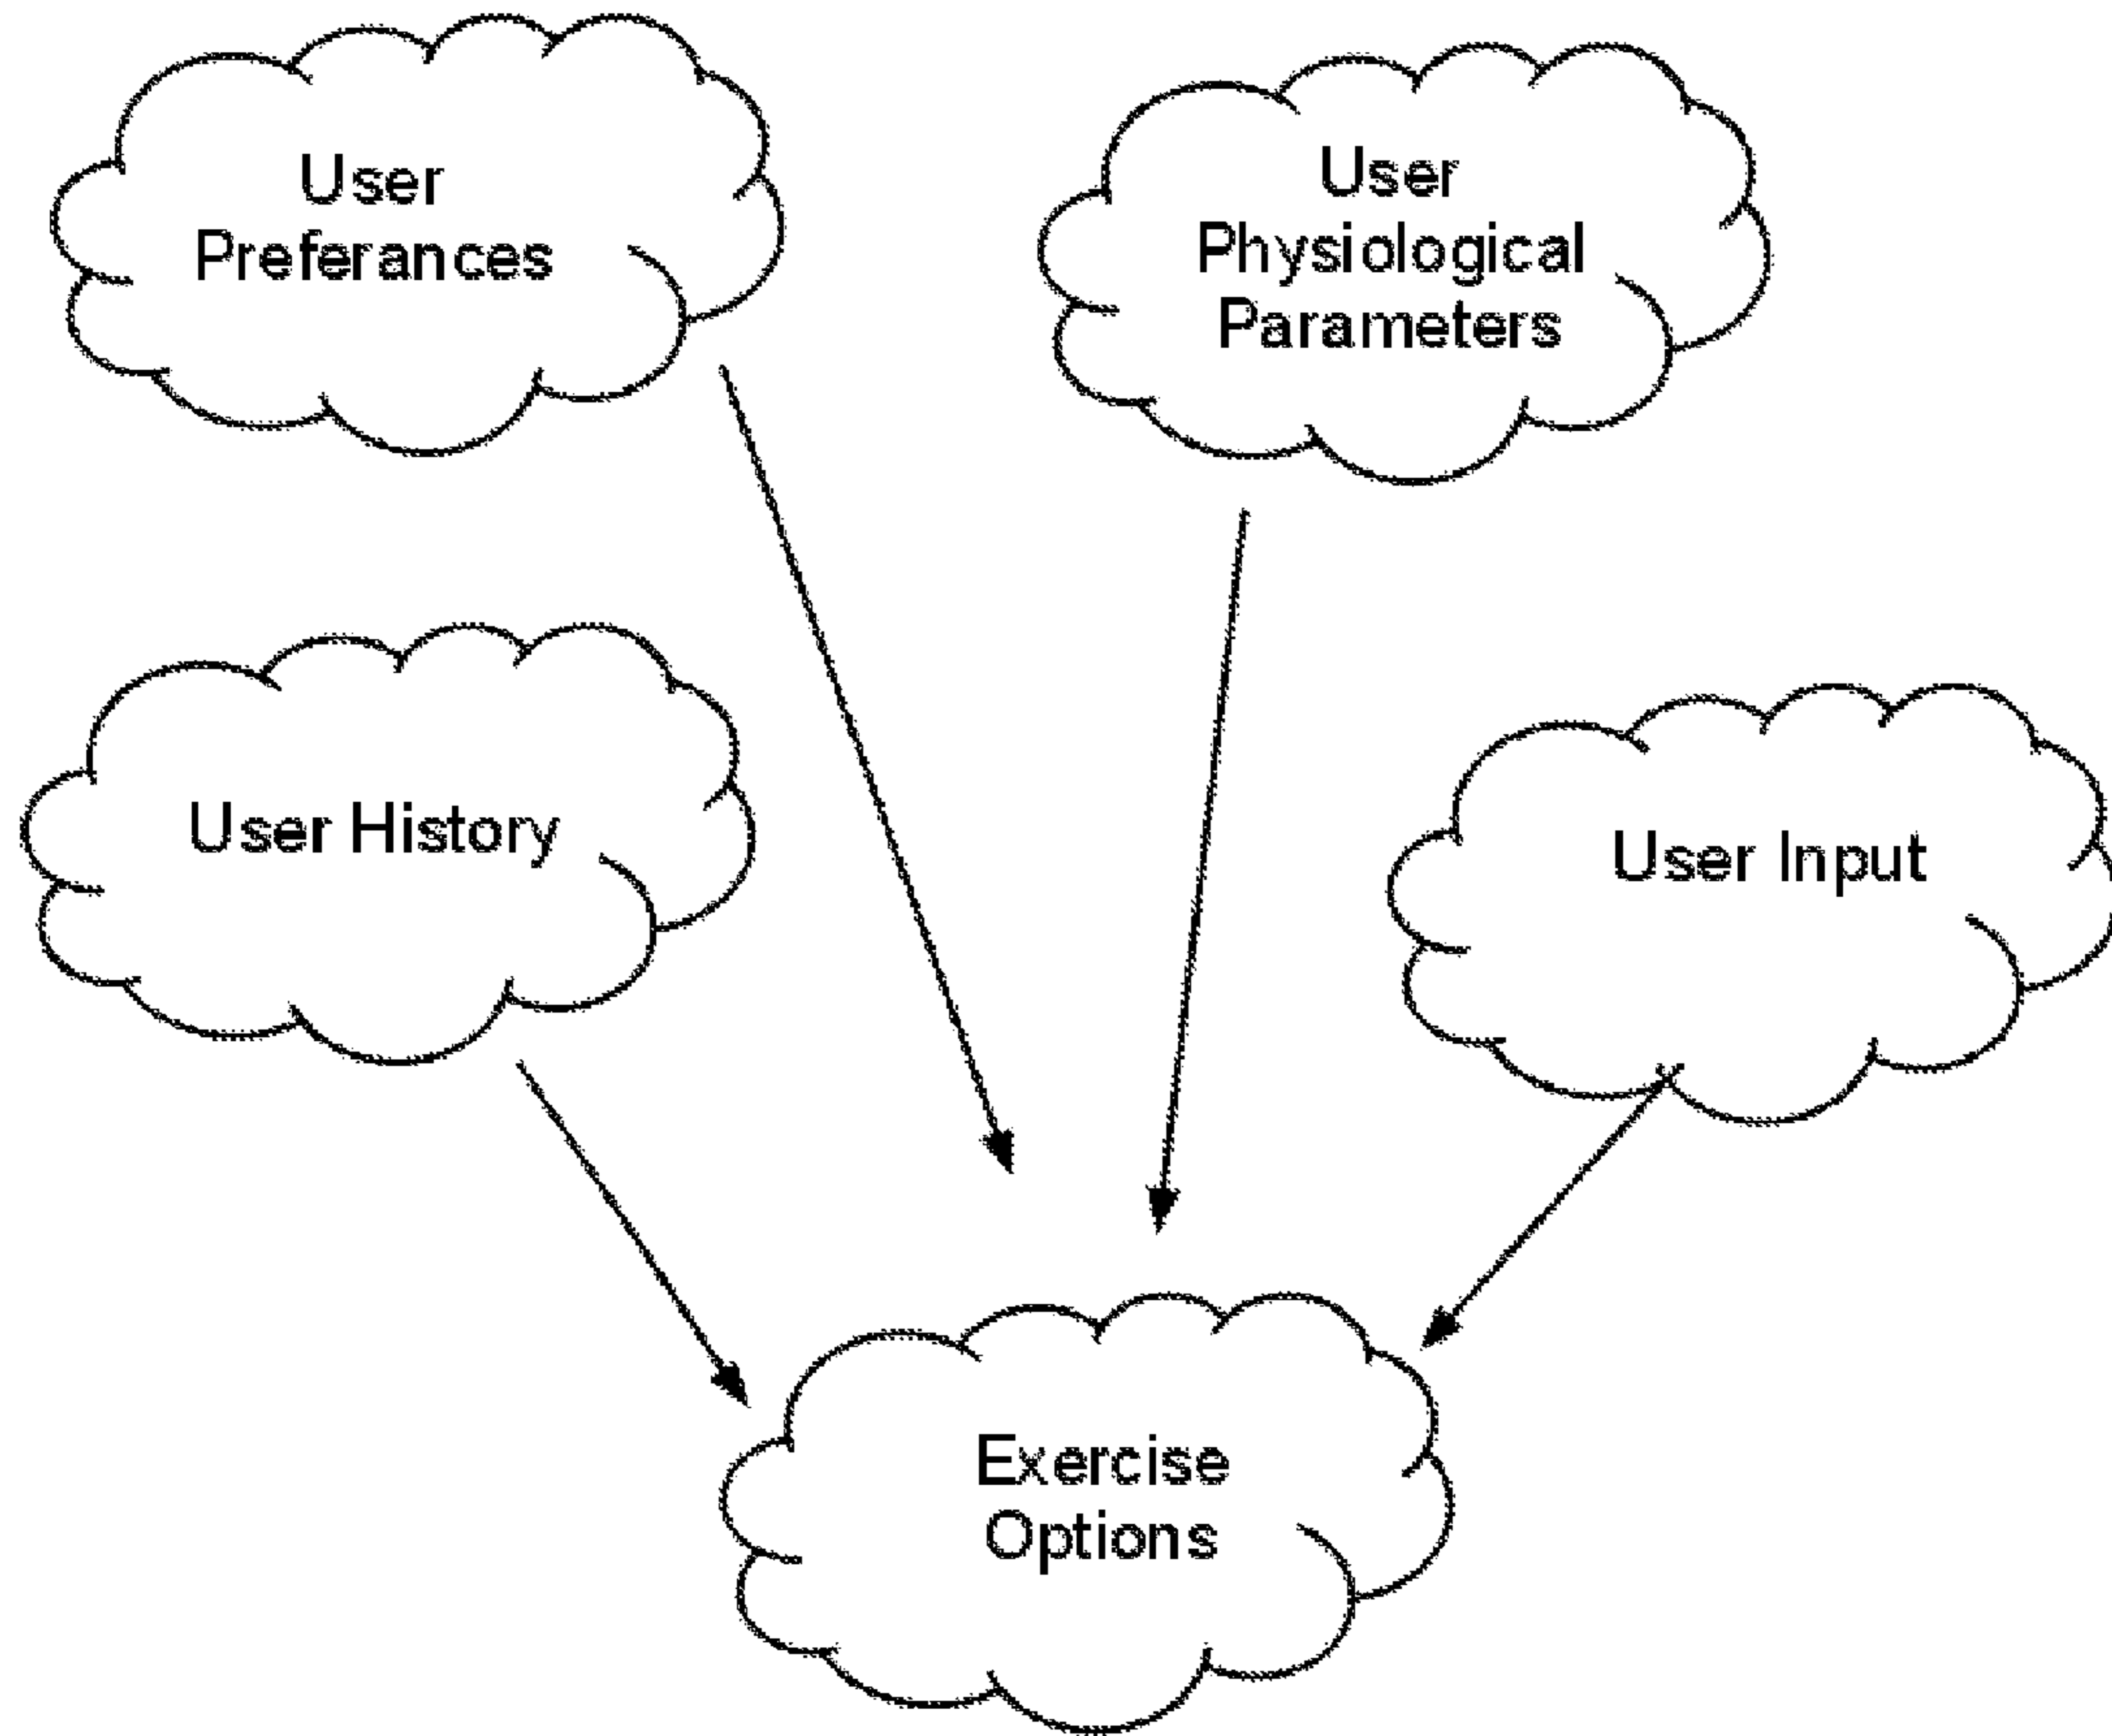 User
Preferances
User
Physiological
Parameters
User History
User Input
Exercise
Options